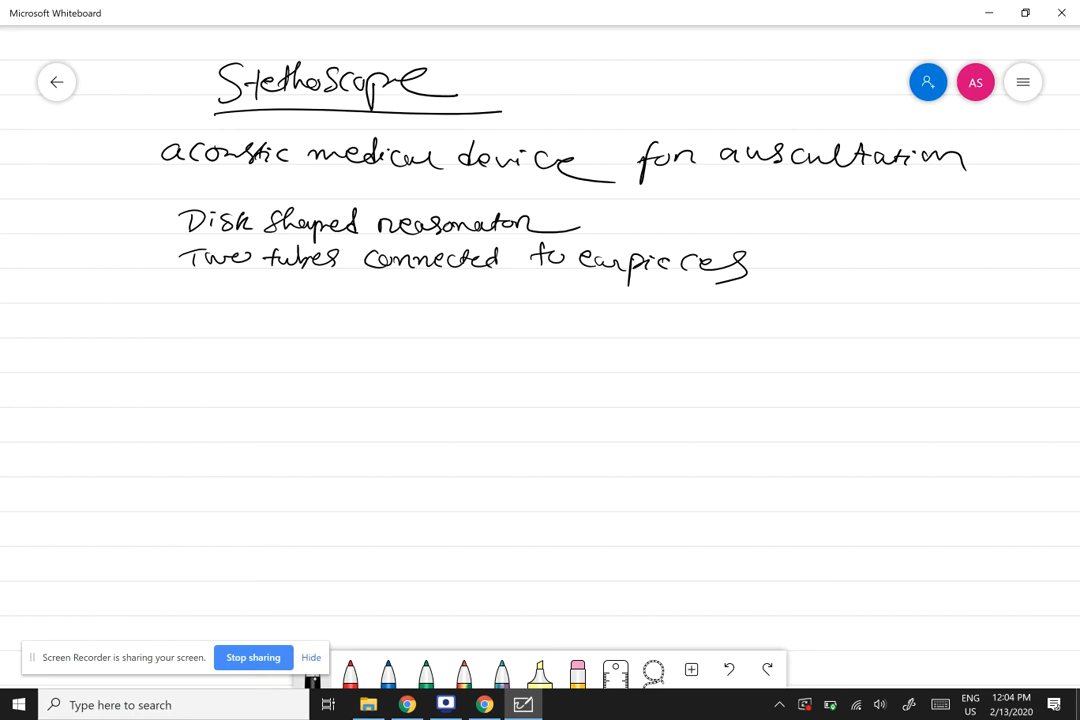 Microsoft Whiteboard
Stethoscope
AS
acoustic medical device for auscultation
Disk shaped reasonator
Two tubes connected to earpieces
Screen Recorder is sharing your screen. Stop sharing Hide
Type here to search
ENG 12:04 PM
US 2/13/2020